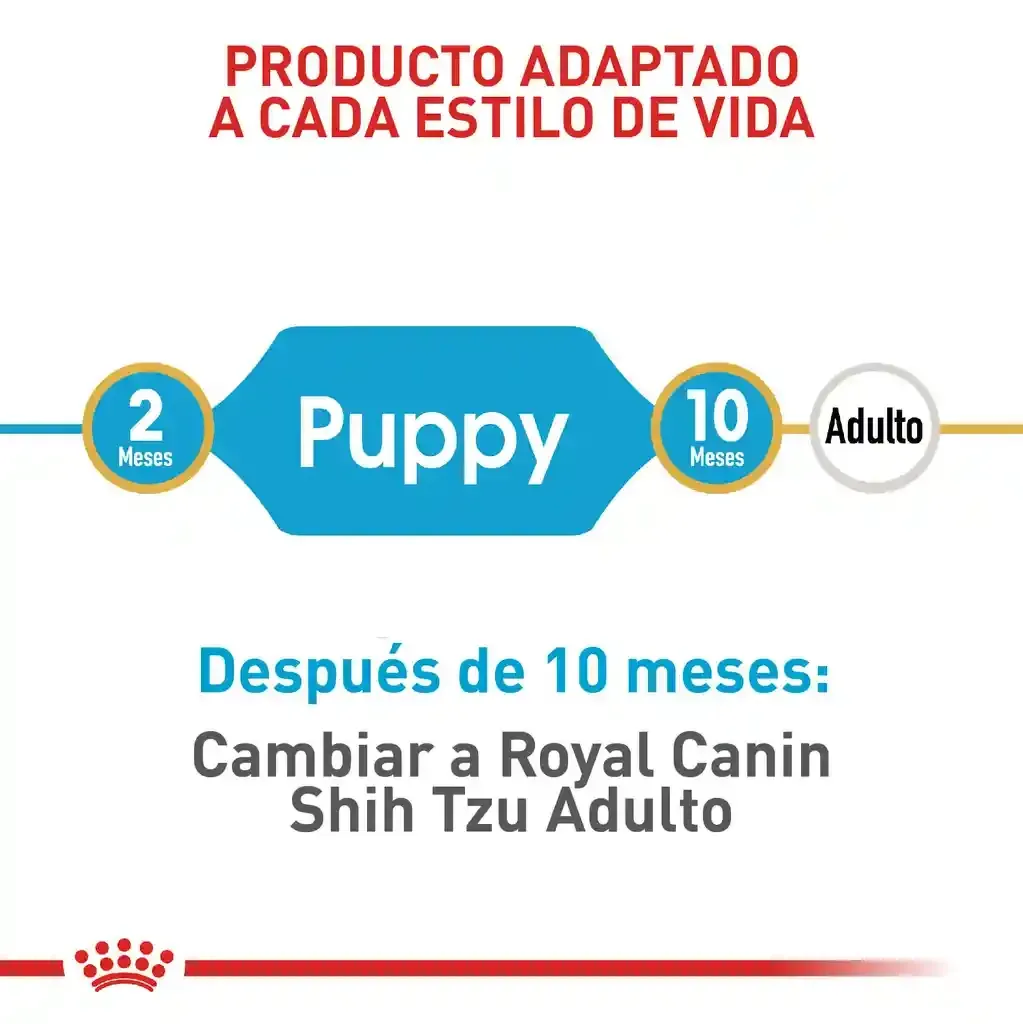 PRODUCTO ADAPTADO
A CADA ESTILO DE VIDA
2
Meses
Puppy
10
Meses
Adulto
Después de 10 meses:
Cambiar a Royal Canin
Shih Tzu Adulto